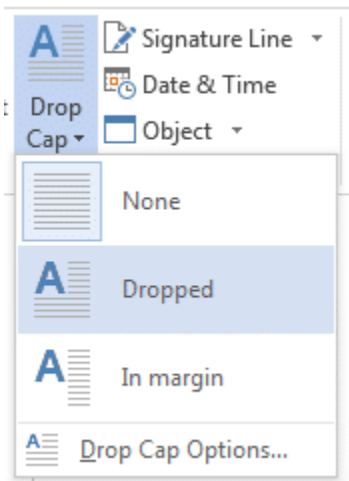 Signature Line
Date & Time
Drop
Cap
Object
None
Dropped
In margin
Drop Cap Options...